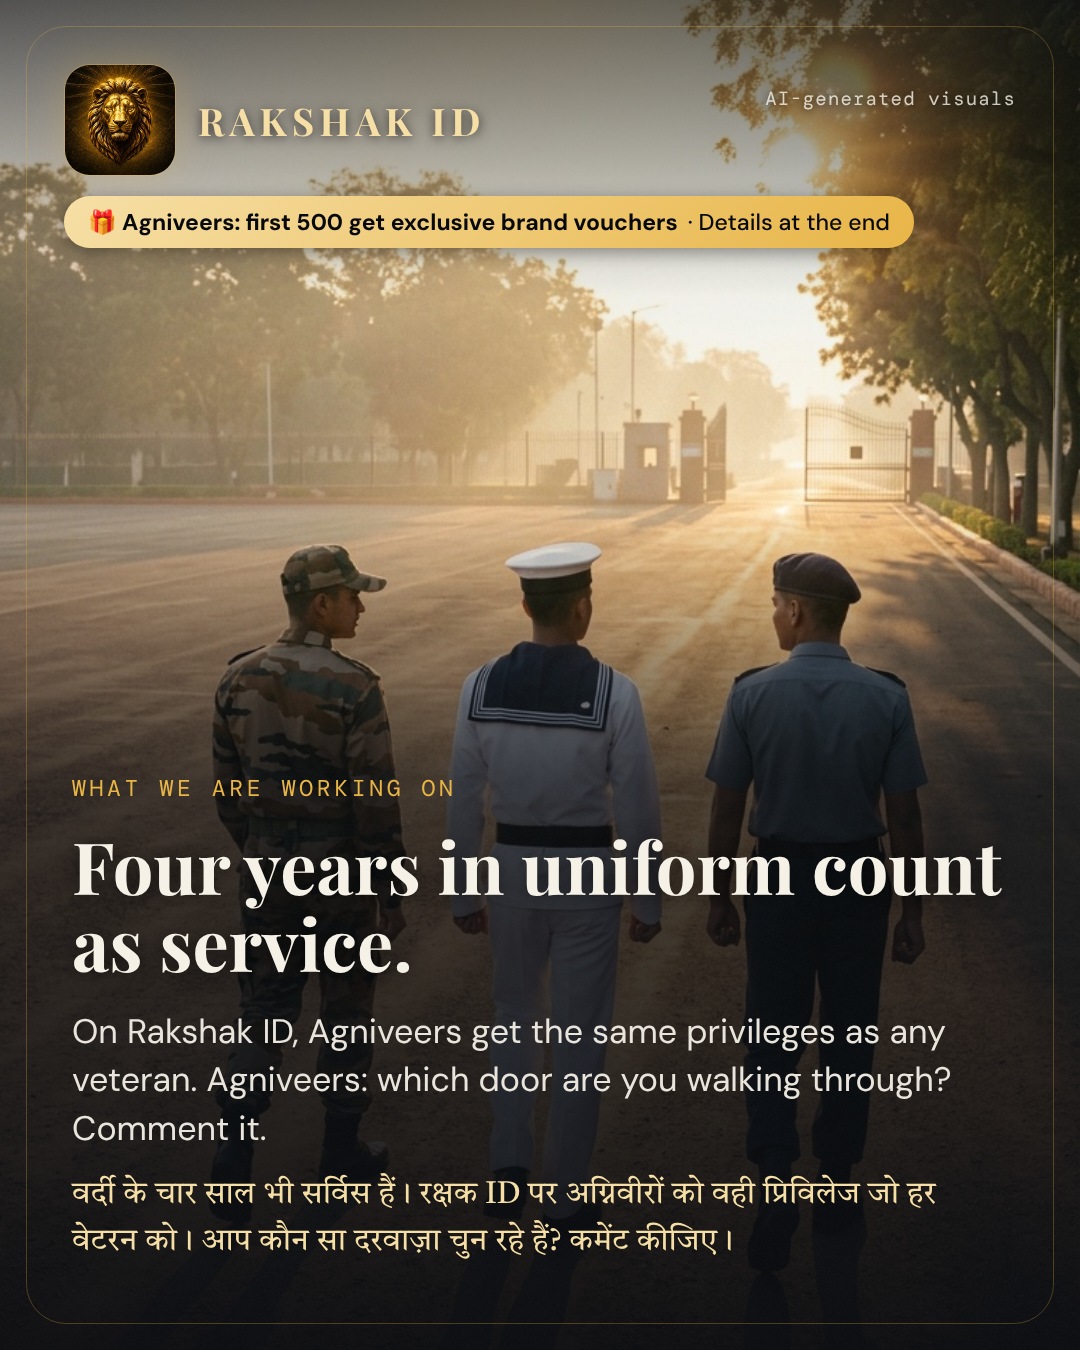 RAKSHAK ID
AI-generated visuals
🎁 Agniveers: first 500 get exclusive brand vouchers · Details at the end
WHAT WE ARE WORKING ON
Four years in uniform count
as service.
On Rakshak ID, Agniveers get the same privileges as any
veteran. Agniveers: which door are you walking through?
Comment it.
वर्दी के चार साल भी सर्विस हैं। रक्षक ID पर अग्निवीरों को वही प्रिविलेज जो हर
वेटरन को। आप कौन सा दरवाज़ा चुन रहे हैं? कमेंट कीजिए।